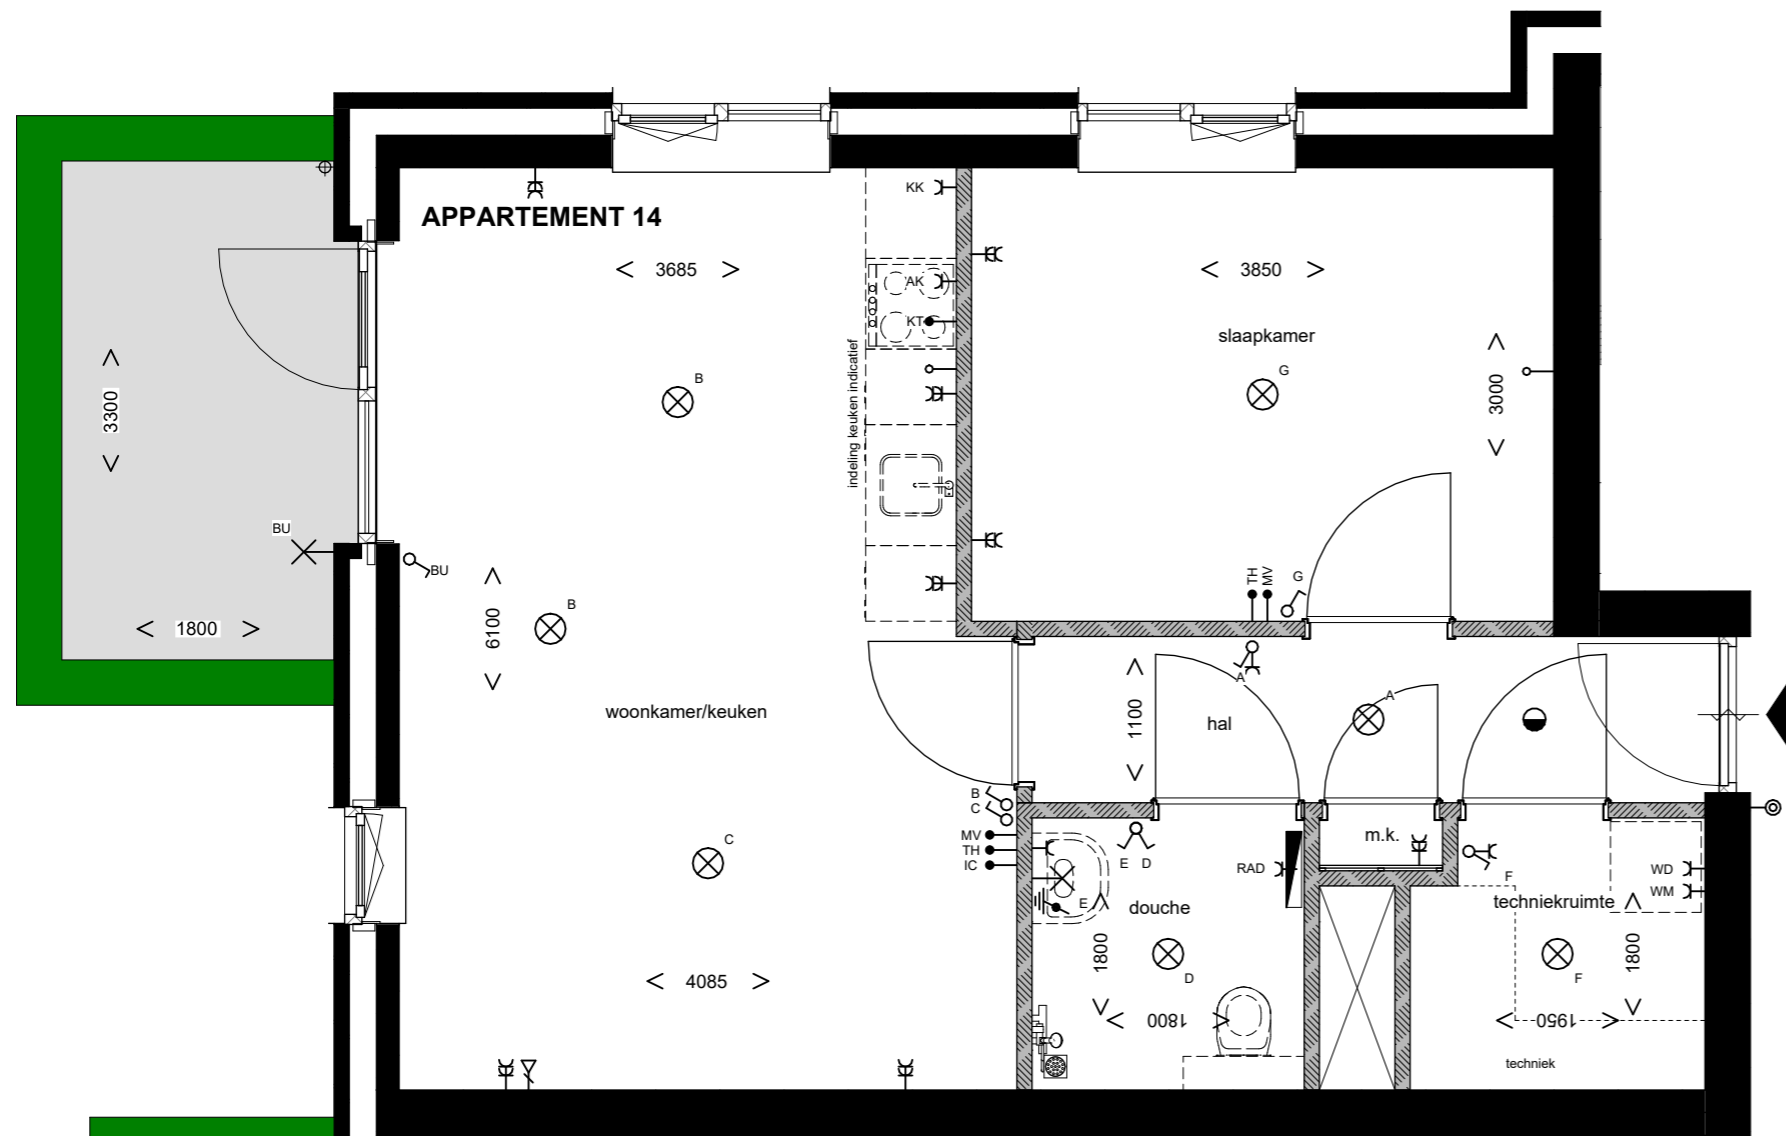 KK
APPARTEMENT 14
3685
3850
AK
KT
slaapkamer
B
G
3300
indeling keuken indicatief
3000
BU
BU
TH
MV
G
1800
6100
B
A
A
woonkamer/keuken
1100
hal
B
C
MV
TH
IC
C
E D
RAD
m.k.
WD
WM
F
E
douche
techniekruimte
1800
1800
D
F
4085
1800
1950
techniek